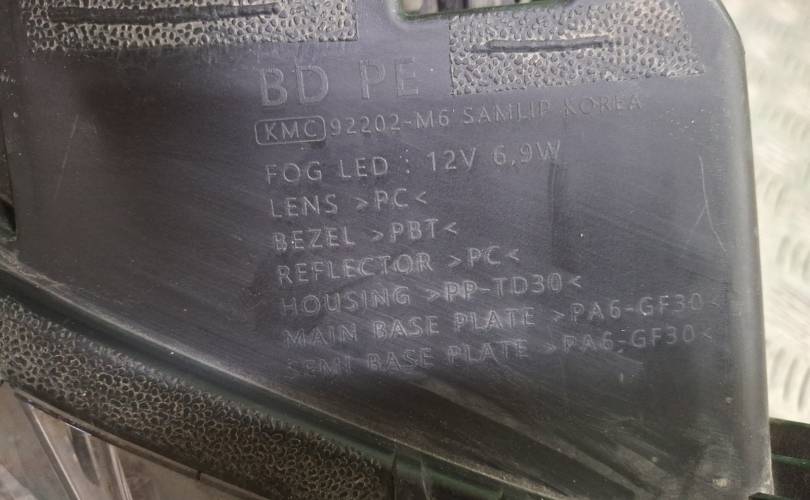 BD PE
KMC 92202-M6 SAMLIP KOREA
FOG LED : 12V 6,9W
LENS >PC<
BEZEL >PBT<
REFLECTOR >PC<
HOUSING >PP-TD30<
MAIN BASE PLATE >PA6-GF30<
SEMI BASE PLATE >PA6-GF30<